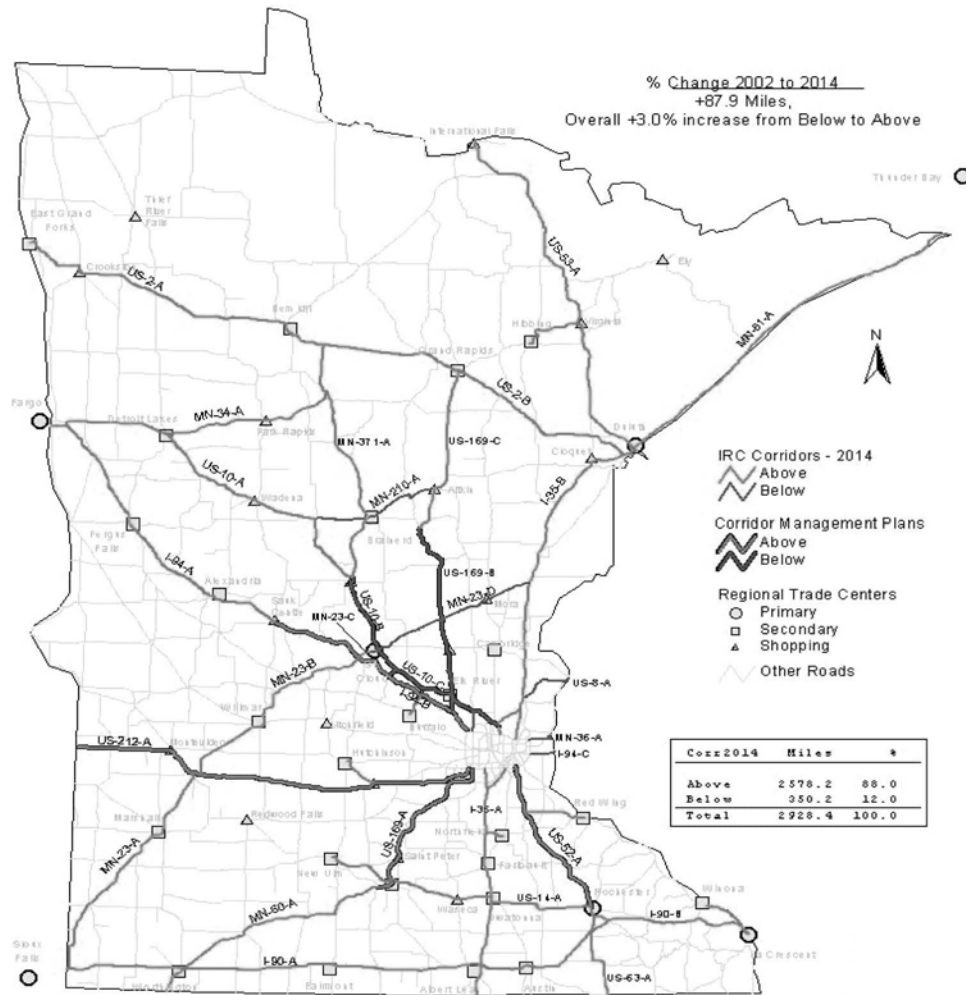 % Change 2002 to 2014
+87.9 Miles,
Overall +3.0% increase from Below to Above
International Falls
Thunder Bay
Thief
River
Falls
East Grand
Forks
US-53-A
Ely
Crookston
US-2-A
Bemidji
Hibbing
Virginia
MN-61-A
N
Grand Rapids
US-2-B
Fargo
Detroit Lakes
MN-34-A
Park Rapids
MN-371-A
US-169-C
Duluth
Cloquet
IRC Corridors - 2014
Above
Below
US-10-A
Wadena
MN-210-A
Aitkin
I-35-B
Brainerd
Fergus
Falls
Corridor Management Plans
Above
Below
I-94-A
Alexandria
US-169-B
Sauk
Centre
MN-23-D
Mora
Regional Trade Centers
Primary
Secondary
Shopping
Other Roads
MN-23-C
US-10-B
Cambridge
MN-23-B
US-10-C
Elk River
I-94-B
US-8-A
Willmar
Litchfield
Buffalo
MN-36-A
I-94-C
US-212-A
Montevideo
Hutchinson
Corr2014 Miles %
Above 2578.2 88.0
Below 350.2 12.0
Total 2928.4 100.0
Red Wing
Marshall
Redwood Falls
US-169-A
I-35-A
Northfield
US-52-A
MN-23-A
Saint Peter
Faribault
New Ulm
Rochester
Winona
MN-60-A
Waseca
US-14-A
Owatonna
I-90-B
La Crescent
Sioux
Falls
I-90-A
US-63-A
Worthington
Fairmont
Albert Lea
Austin